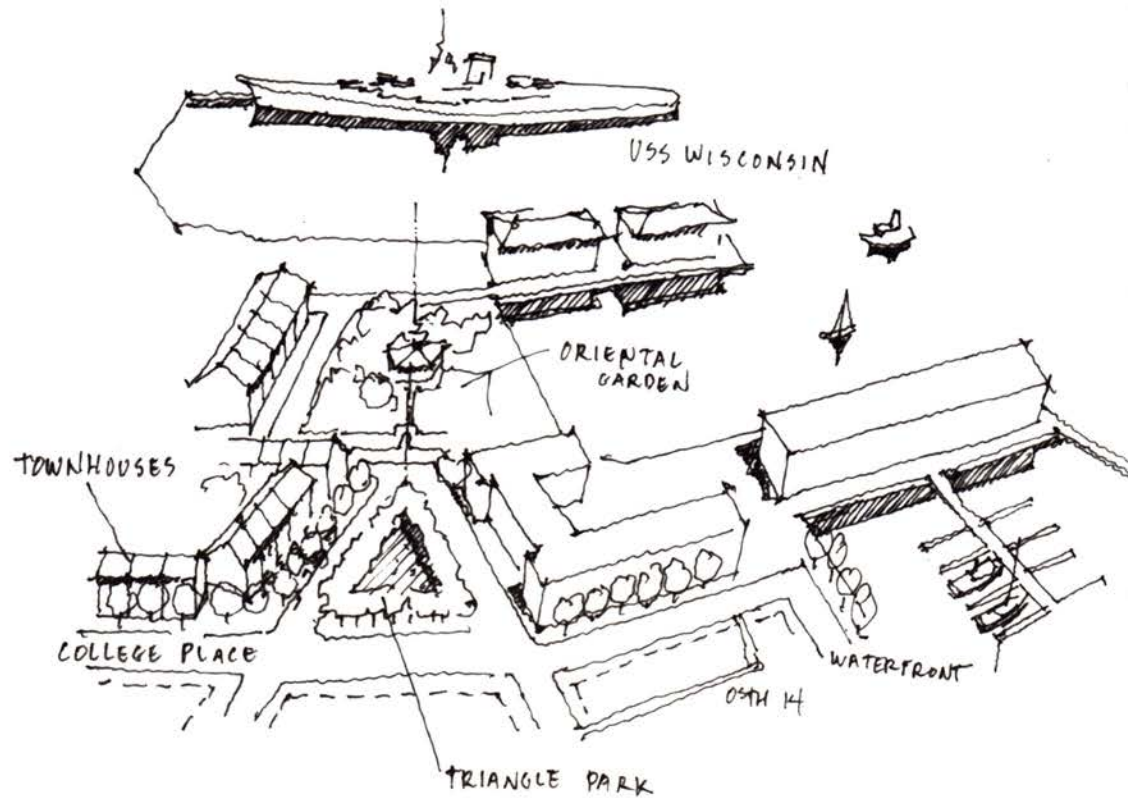 USS WISCONSIN
ORIENTAL
GARDEN
TOWNHOUSES
COLLEGE PLACE
WATERFRONT
TRIANGLE PARK